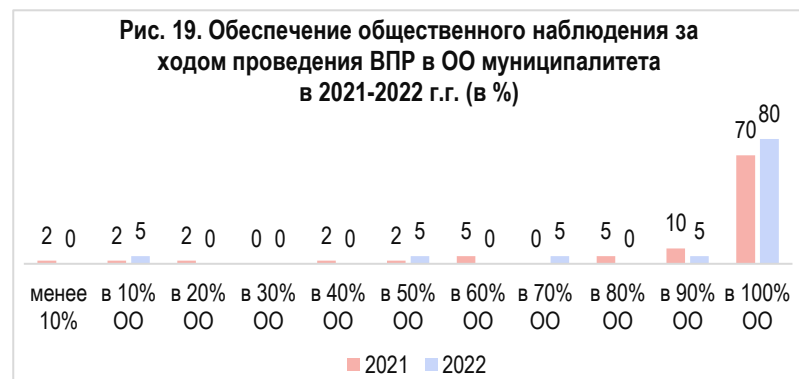 Рис. 19. Обеспечение общественного наблюдения за
ходом проведения ВПР в ОО муниципалитета
в 2021-2022 г.г. (в %)
2 0 2 5 2 0 0 0 2 0 2 5 5 0 0 5 5 0 10 5 70 80
менее в 10% в 20% в 30% в 40% в 50% в 60% в 70% в 80% в 90% в 100%
10% ОО ОО ОО ОО ОО ОО ОО ОО ОО ОО
2021 2022